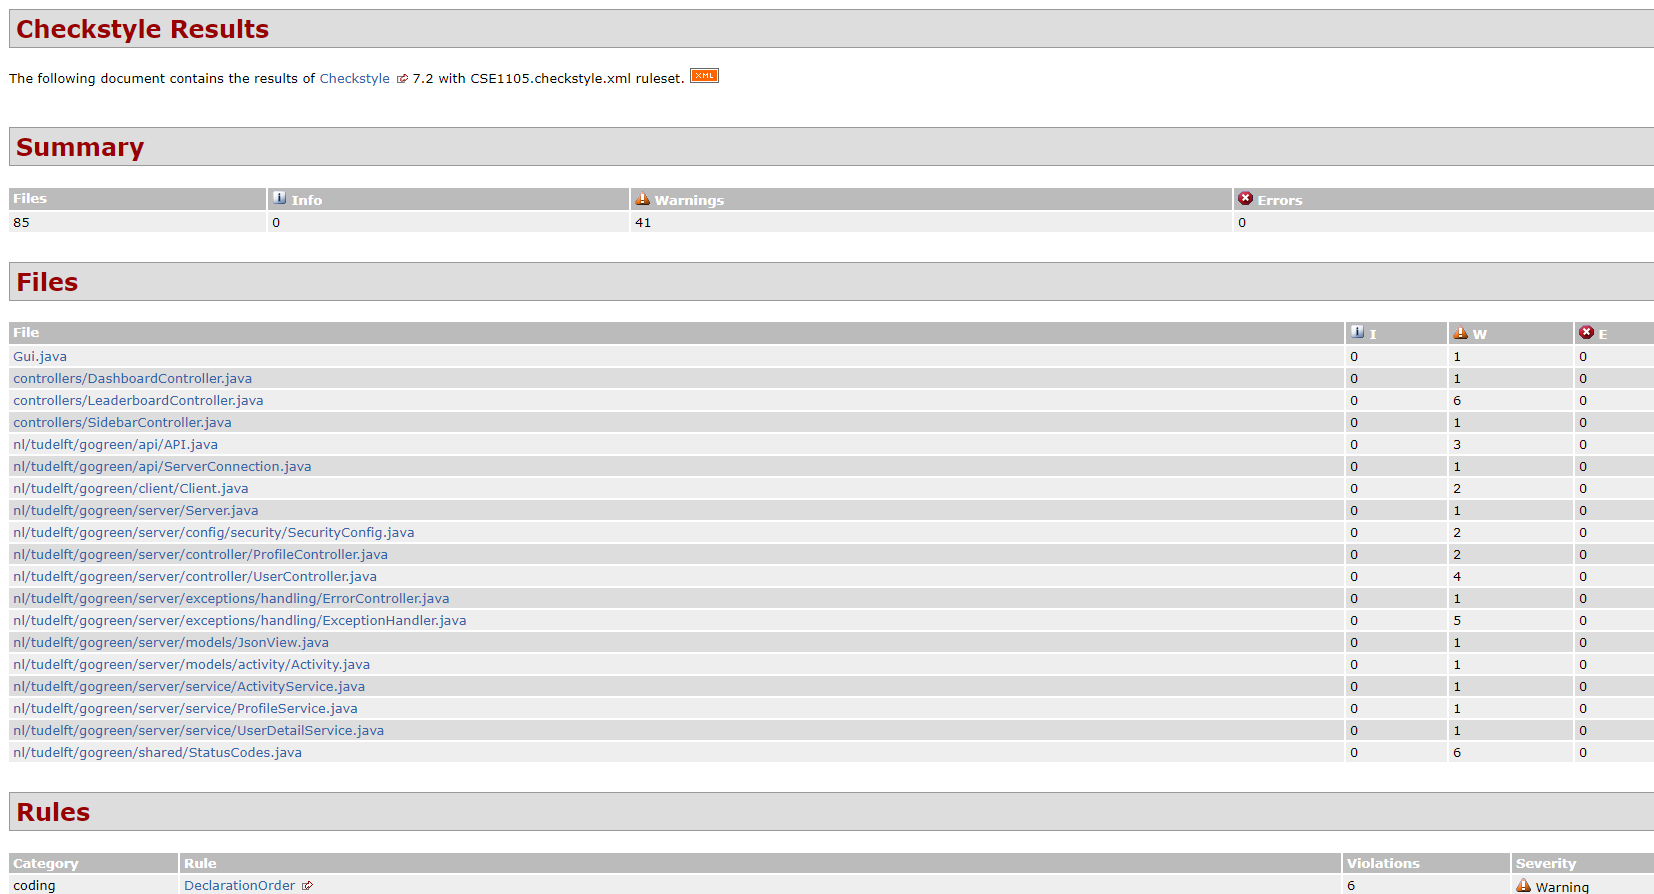 Checkstyle Results
The following document contains the results of Checkstyle 7.2 with CSE1105.checkstyle.xml ruleset. XML
Summary
Files Info Warnings Errors
85 0 41 0
Files
File I W E
Gui.java 0 1 0
controllers/DashboardController.java 0 1 0
controllers/LeaderboardController.java 0 6 0
controllers/SidebarController.java 0 1 0
nl/tudelft/gogreen/api/API.java 0 3 0
nl/tudelft/gogreen/api/ServerConnection.java 0 1 0
nl/tudelft/gogreen/client/Client.java 0 2 0
nl/tudelft/gogreen/server/Server.java 0 1 0
nl/tudelft/gogreen/server/config/security/SecurityConfig.java 0 2 0
nl/tudelft/gogreen/server/controller/ProfileController.java 0 2 0
nl/tudelft/gogreen/server/controller/UserController.java 0 4 0
nl/tudelft/gogreen/server/exceptions/handling/ErrorController.java 0 1 0
nl/tudelft/gogreen/server/exceptions/handling/ExceptionHandler.java 0 5 0
nl/tudelft/gogreen/server/models/JsonView.java 0 1 0
nl/tudelft/gogreen/server/models/activity/Activity.java 0 1 0
nl/tudelft/gogreen/server/service/ActivityService.java 0 1 0
nl/tudelft/gogreen/server/service/ProfileService.java 0 1 0
nl/tudelft/gogreen/server/service/UserDetailService.java 0 1 0
nl/tudelft/gogreen/shared/StatusCodes.java 0 6 0
Rules
Category Rule Violations Severity
coding DeclarationOrder 6 Warning